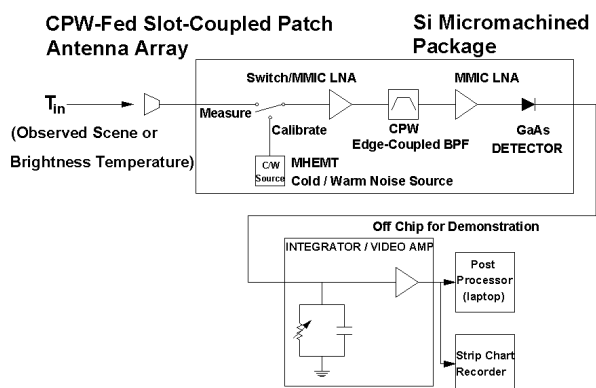 CPW-Fed Slot-Coupled Patch
Antenna Array
Si Micromachined
Package
Switch/MMIC LNA
MMIC LNA
Tin
Measure
(Observed Scene or
Brightness Temperature)
Calibrate
CPW
Edge-Coupled BPF
GaAs
DETECTOR
C/W
Source
MHEMT
Cold / Warm Noise Source
Off Chip for Demonstration
INTEGRATOR / VIDEO AMP
Post
Processor
(laptop)
Strip Chart
Recorder